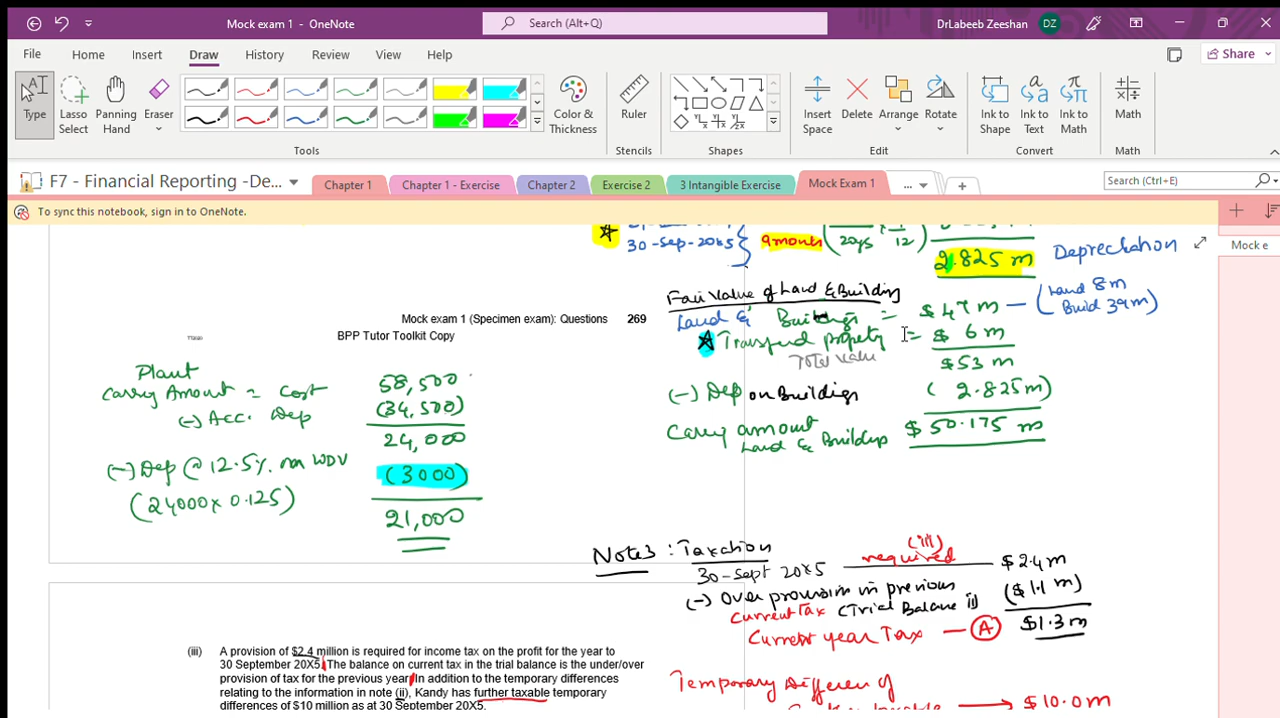 Mock exam 1 - OneNote
Search (Alt+Q)
DrLabeeb Zeeshan
DZ
File Home Insert Draw History Review View Help
Share
Type
Lasso Select
Panning Hand
Eraser
Color & Thickness
Ruler
Insert Space
Delete
Arrange
Rotate
Ink to Shape
Ink to Text
Ink to Math
Math
Tools
Stencils
Shapes
Edit
Convert
Math
F7 - Financial Reporting -De...
Chapter 1
Chapter 1 - Exercise
Chapter 2
Exercise 2
3 Intangible Exercise
Mock Exam 1
...
Search (Ctrl+E)
To sync this notebook, sign in to OneNote.
Mock e
30-Sep-20x5
amount
20ys
12
2.825 m
Depreciation
Fair Value of Land & Building
Land & Buildings = $47 m – (Land 8m
Build 39m)
Transferd property = $ 6 m
Total Value $53 m
(-) Dep on Buildings ( 2.825m)
Carry amount
Land & Buildings $ 50.175 m
Mock exam 1 (Specimen exam): Questions 269
BPP Tutor Toolkit Copy
Plant
Carry Amount = Cost 58,500
(-) Acc. Dep (34,500)
24,000
(-) Dep @ 12.5% on WDV (3000)
(24000 x 0.125)
21,000
Note 3 : Taxation
30-Sept 20x5
(iii)
required $2.4m
(-) Over provision in previous ($1.1 m)
Current Tax (Trial Balance ii)
$1.3 m
Current year Tax – A
Temporary Differen of
$10.0m
(iii) A provision of $2.4 million is required for income tax on the profit for the year to
30 September 20X5. The balance on current tax in the trial balance is the under/over
provision of tax for the previous year. In addition to the temporary differences
relating to the information in note (ii), Kandy has further taxable temporary
differences of $10 million as at 30 September 20X5.